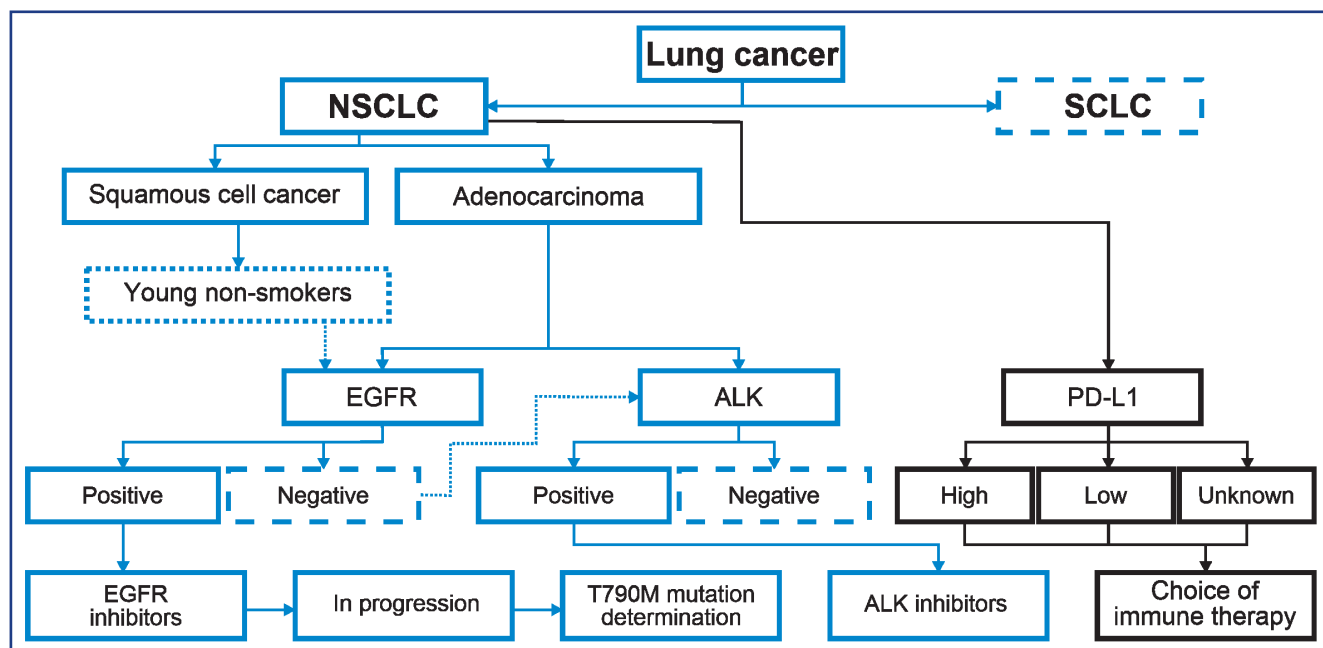 Lung cancer
NSCLC
SCLC
Squamous cell cancer
Adenocarcinoma
Young non-smokers
EGFR
ALK
PD-L1
Positive
Negative
Positive
Negative
High
Low
Unknown
EGFR
inhibitors
In progression
T790M mutation
determination
ALK inhibitors
Choice of
immune therapy